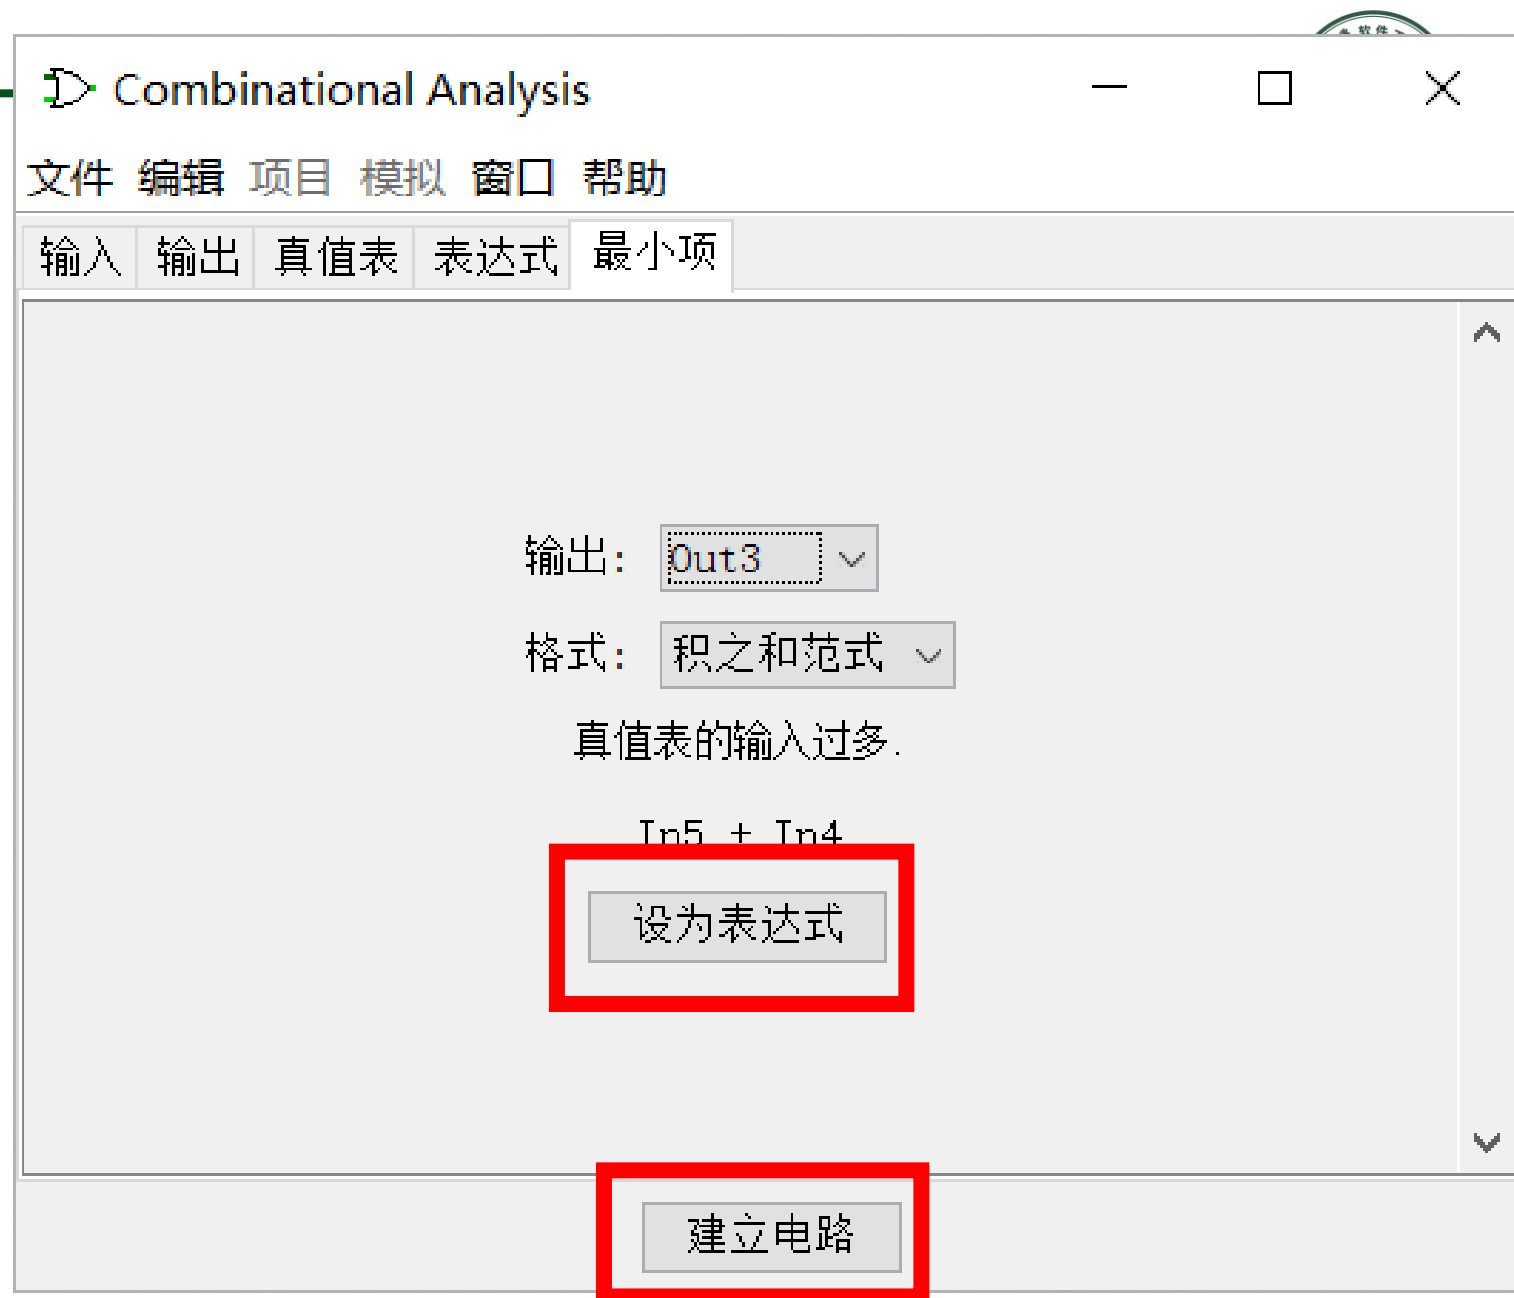 软件
Combinational Analysis
文件 编辑 项目 模拟 窗口 帮助
输入 输出 真值表 表达式 最小项
输出: Out3
格式: 积之和范式
真值表的输入过多.
In5 + In4
设为表达式
建立电路